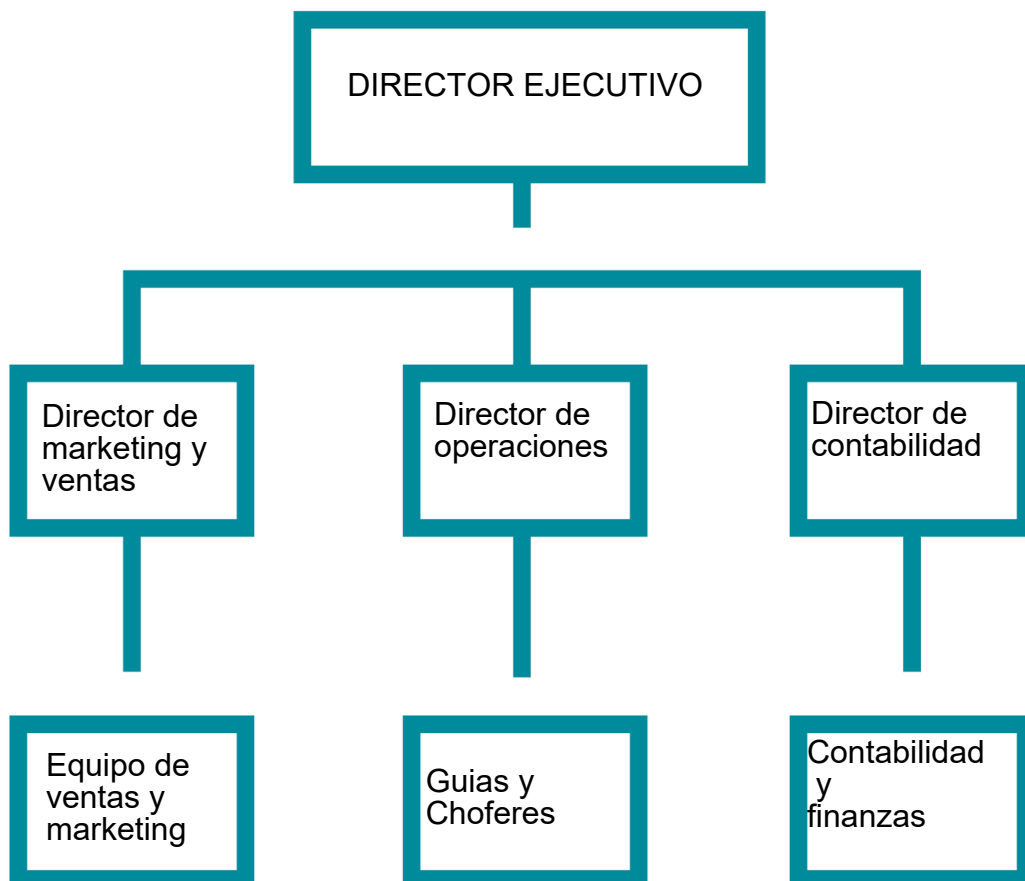 DIRECTOR EJECUTIVO
Director de
marketing y
ventas
Director de
operaciones
Director de
contabilidad
Equipo de
ventas y
marketing
Guias y
Choferes
Contabilidad
y
finanzas